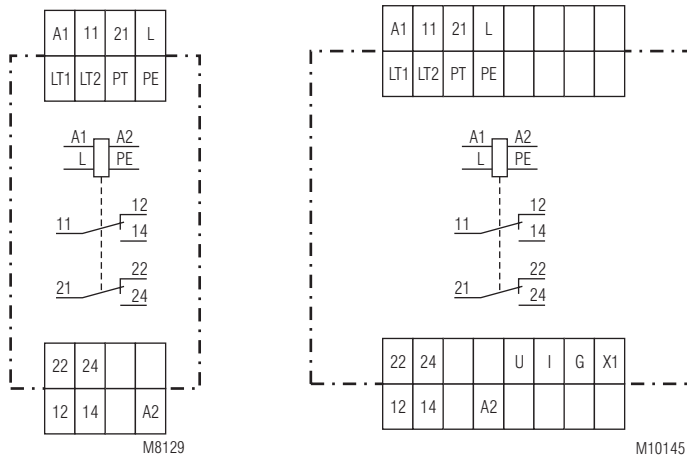 A1 11 21 L
LT1 LT2 PT PE
A1 A2
L PE
12
11
14
22
21
24
22 24
12 14 A2
M8129
A1 11 21 L
LT1 LT2 PT PE
A1 A2
L PE
12
11
14
22
21
24
22 24 U I G X1
12 14 A2
M10145